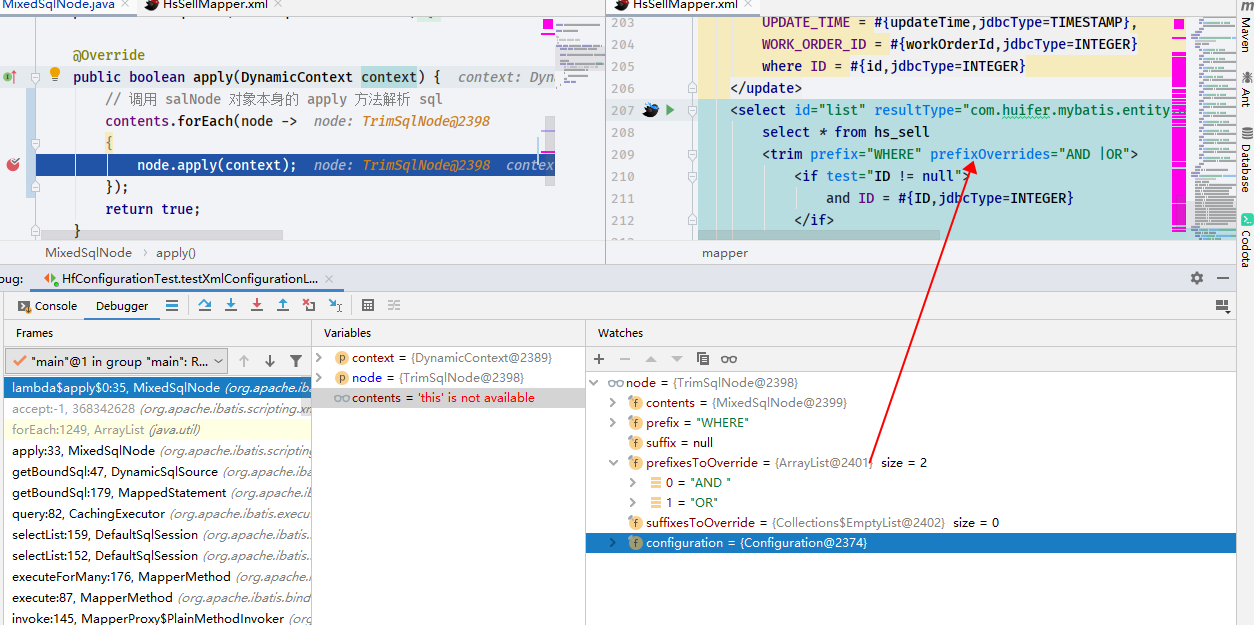 MixedSqlNode.java
HsSellMapper.xml
@Override
public boolean apply(DynamicContext context) { context: Dyn
// 调用 salNode 对象本身的 apply 方法解析 sql
contents.forEach(node -> node: TrimSqlNode@2398
{
node.apply(context); node: TrimSqlNode@2398 contex
});
return true;
}
MixedSqlNode › apply()
HsSellMapper.xml
203
UPDATE_TIME = #{updateTime,jdbcType=TIMESTAMP},
204
WORK_ORDER_ID = #{workOrderId,jdbcType=INTEGER}
205
where ID = #{id,jdbcType=INTEGER}
206
</update>
207
<select id="list" resultType="com.huifer.mybatis.entity
208
select * from hs_sell
209
<trim prefix="WHERE" prefixOverrides="AND |OR">
210
<if test="ID != null">
211
and ID = #{ID,jdbcType=INTEGER}
212
</if>
mapper
Maven
Ant
Database
Codota
bug:
HfConfigurationTest.testXmlConfigurationL...
Console
Debugger
Frames
"main"@1 in group "main": R...
lambda$apply$0:35, MixedSqlNode (org.apache.iba
accept:-1, 368342628 (org.apache.ibatis.scripting.xm
forEach:1249, ArrayList (java.util)
apply:33, MixedSqlNode (org.apache.ibatis.scripting
getBoundSql:47, DynamicSqlSource (org.apache.iba
getBoundSql:179, MappedStatement (org.apache.iba
query:82, CachingExecutor (org.apache.ibatis.execu
selectList:159, DefaultSqlSession (org.apache.ibatis
selectList:152, DefaultSqlSession (org.apache.ibatis
executeForMany:176, MapperMethod (org.apache.i
execute:87, MapperMethod (org.apache.ibatis.bind
invoke:145, MapperProxy$PlainMethodInvoker (org
Variables
context = {DynamicContext@2389}
node = {TrimSqlNode@2398}
contents = 'this' is not available
Watches
node = {TrimSqlNode@2398}
contents = {MixedSqlNode@2399}
prefix = "WHERE"
suffix = null
prefixesToOverride = {ArrayList@2401} size = 2
0 = "AND "
1 = "OR"
suffixesToOverride = {Collections$EmptyList@2402} size = 0
configuration = {Configuration@2374}